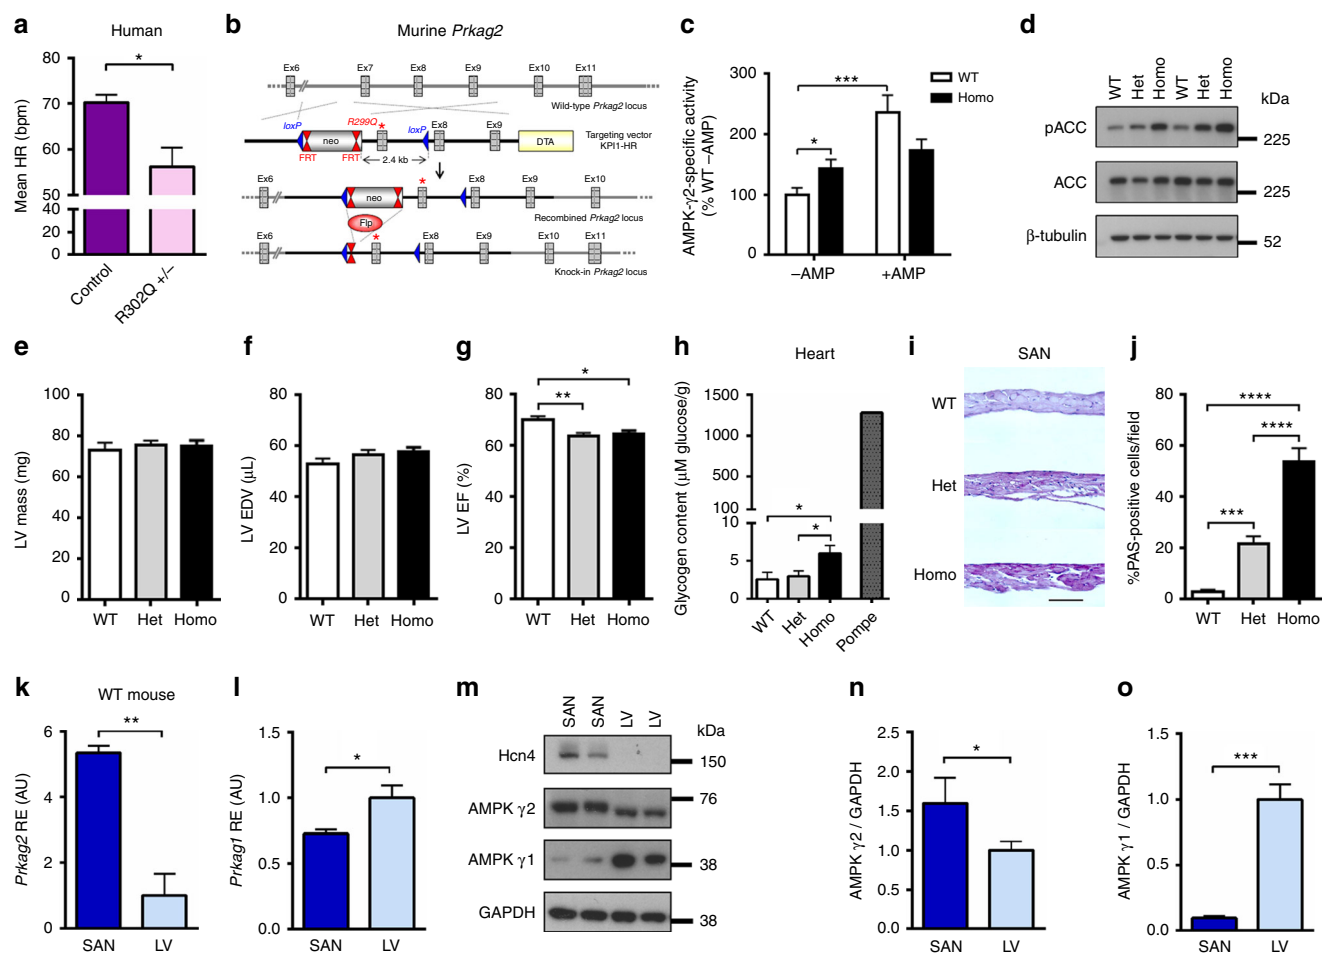 a
Human
Mean HR (bpm)
80
70
60
50
40
20
0
*
Control
R302Q +/–
b
Murine Prkag2
Ex6
Ex7
Ex8
Ex9
Ex10
Ex11
Wild-type Prkag2 locus
loxP
R299Q
*
loxP
Ex8
Ex9
neo
DTA
FRT
FRT
2.4 kb
Targeting vector
KPI1-HR
Ex6
*
Ex8
Ex9
Ex10
neo
Recombined Prkag2 locus
Flp
Ex6
*
Ex8
Ex9
Ex10
Ex11
Knock-in Prkag2 locus
c
AMPK-γ2-specific activity
(% WT –AMP)
300
200
100
0
*
***
WT
Homo
–AMP
+AMP
d
WT
Het
Homo
WT
Het
Homo
kDa
pACC
225
ACC
225
β-tubulin
52
e
LV mass (mg)
100
80
60
40
20
0
WT
Het
Homo
f
LV EDV (µL)
80
60
40
20
0
WT
Het
Homo
g
LV EF (%)
80
60
40
20
0
*
**
WT
Het
Homo
h
Heart
Glycogen content (µM glucose/g)
1500
1000
500
100
10
5
0
*
*
WT
Het
Homo
Pompe
i
SAN
WT
Het
Homo
j
%PAS-positive cells/field
80
60
40
20
0
****
****
***
WT
Het
Homo
k
WT mouse
Prkag2 RE (AU)
6
4
2
0
**
SAN
LV
l
Prkag1 RE (AU)
1.5
1.0
0.5
0.0
*
SAN
LV
m
SAN
SAN
LV
LV
kDa
Hcn4
150
AMPK γ2
76
AMPK γ1
38
GAPDH
38
n
AMPK γ2 / GAPDH
2.5
2.0
1.5
1.0
0.5
0.0
*
SAN
LV
o
AMPK γ1 / GAPDH
1.5
1.0
0.5
0.0
***
SAN
LV